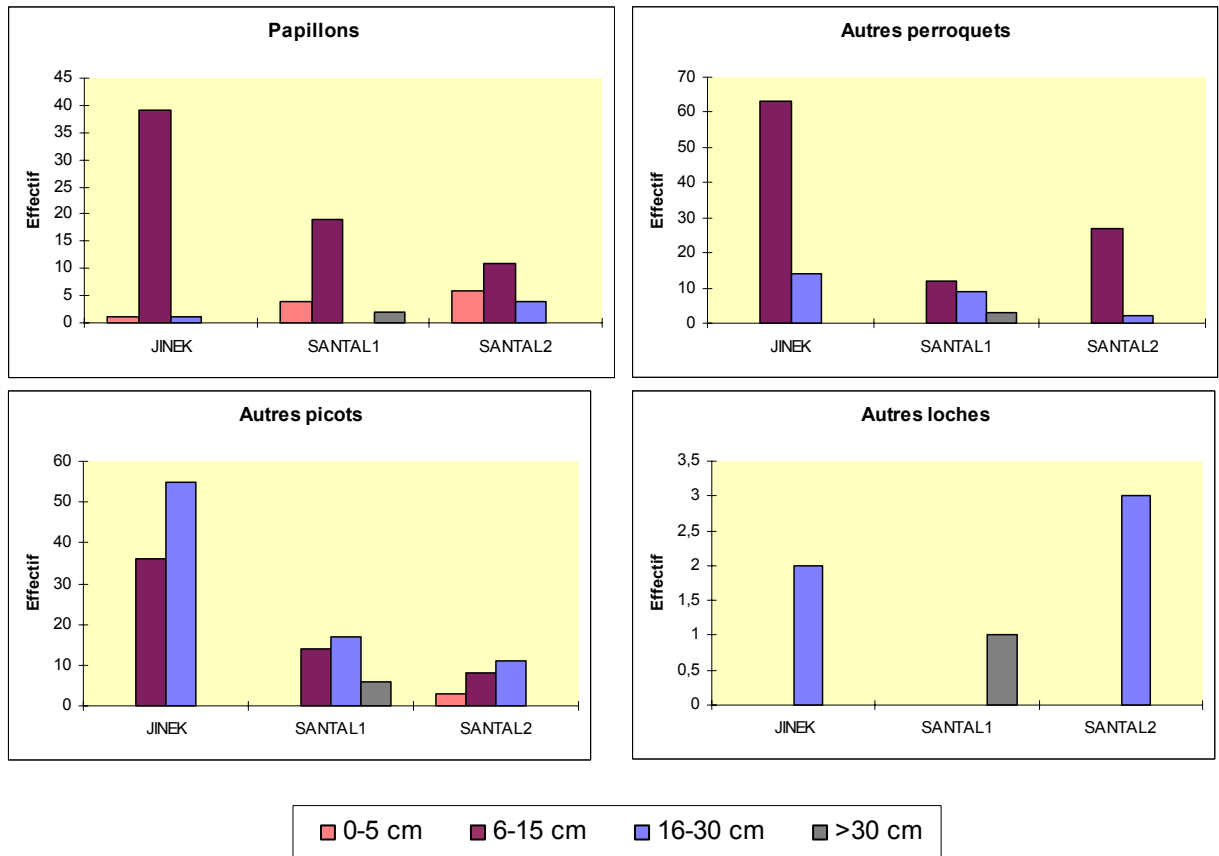 Papillons
45
40
35
30
25
20
15
10
5
0
Effectif
JINEK SANTAL1 SANTAL2
Autres perroquets
70
60
50
40
30
20
10
0
Effectif
JINEK SANTAL1 SANTAL2
Autres picots
60
50
40
30
20
10
0
Effectif
JINEK SANTAL1 SANTAL2
Autres loches
3,5
3
2,5
2
1,5
1
0,5
0
Effectif
JINEK SANTAL1 SANTAL2
0-5 cm 6-15 cm 16-30 cm >30 cm